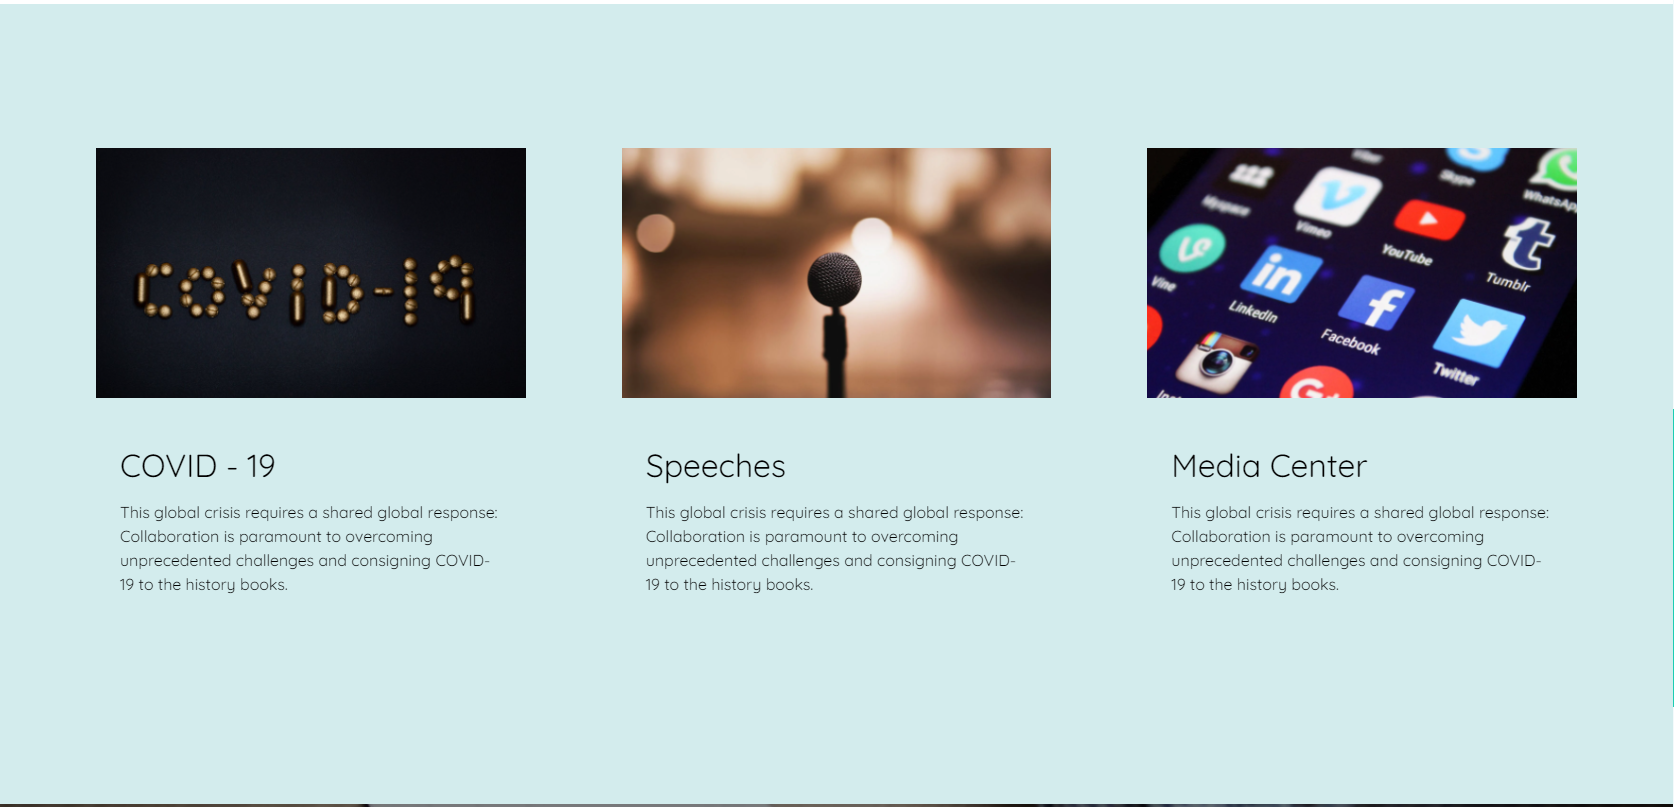 COVID-19
Viber
Skype
WhatsApp
Myspace
Vimeo
YouTube
Tumblr
Vine
LinkedIn
Facebook
Twitter
COVID - 19
This global crisis requires a shared global response:
Collaboration is paramount to overcoming
unprecedented challenges and consigning COVID-
19 to the history books.
Speeches
This global crisis requires a shared global response:
Collaboration is paramount to overcoming
unprecedented challenges and consigning COVID-
19 to the history books.
Media Center
This global crisis requires a shared global response:
Collaboration is paramount to overcoming
unprecedented challenges and consigning COVID-
19 to the history books.